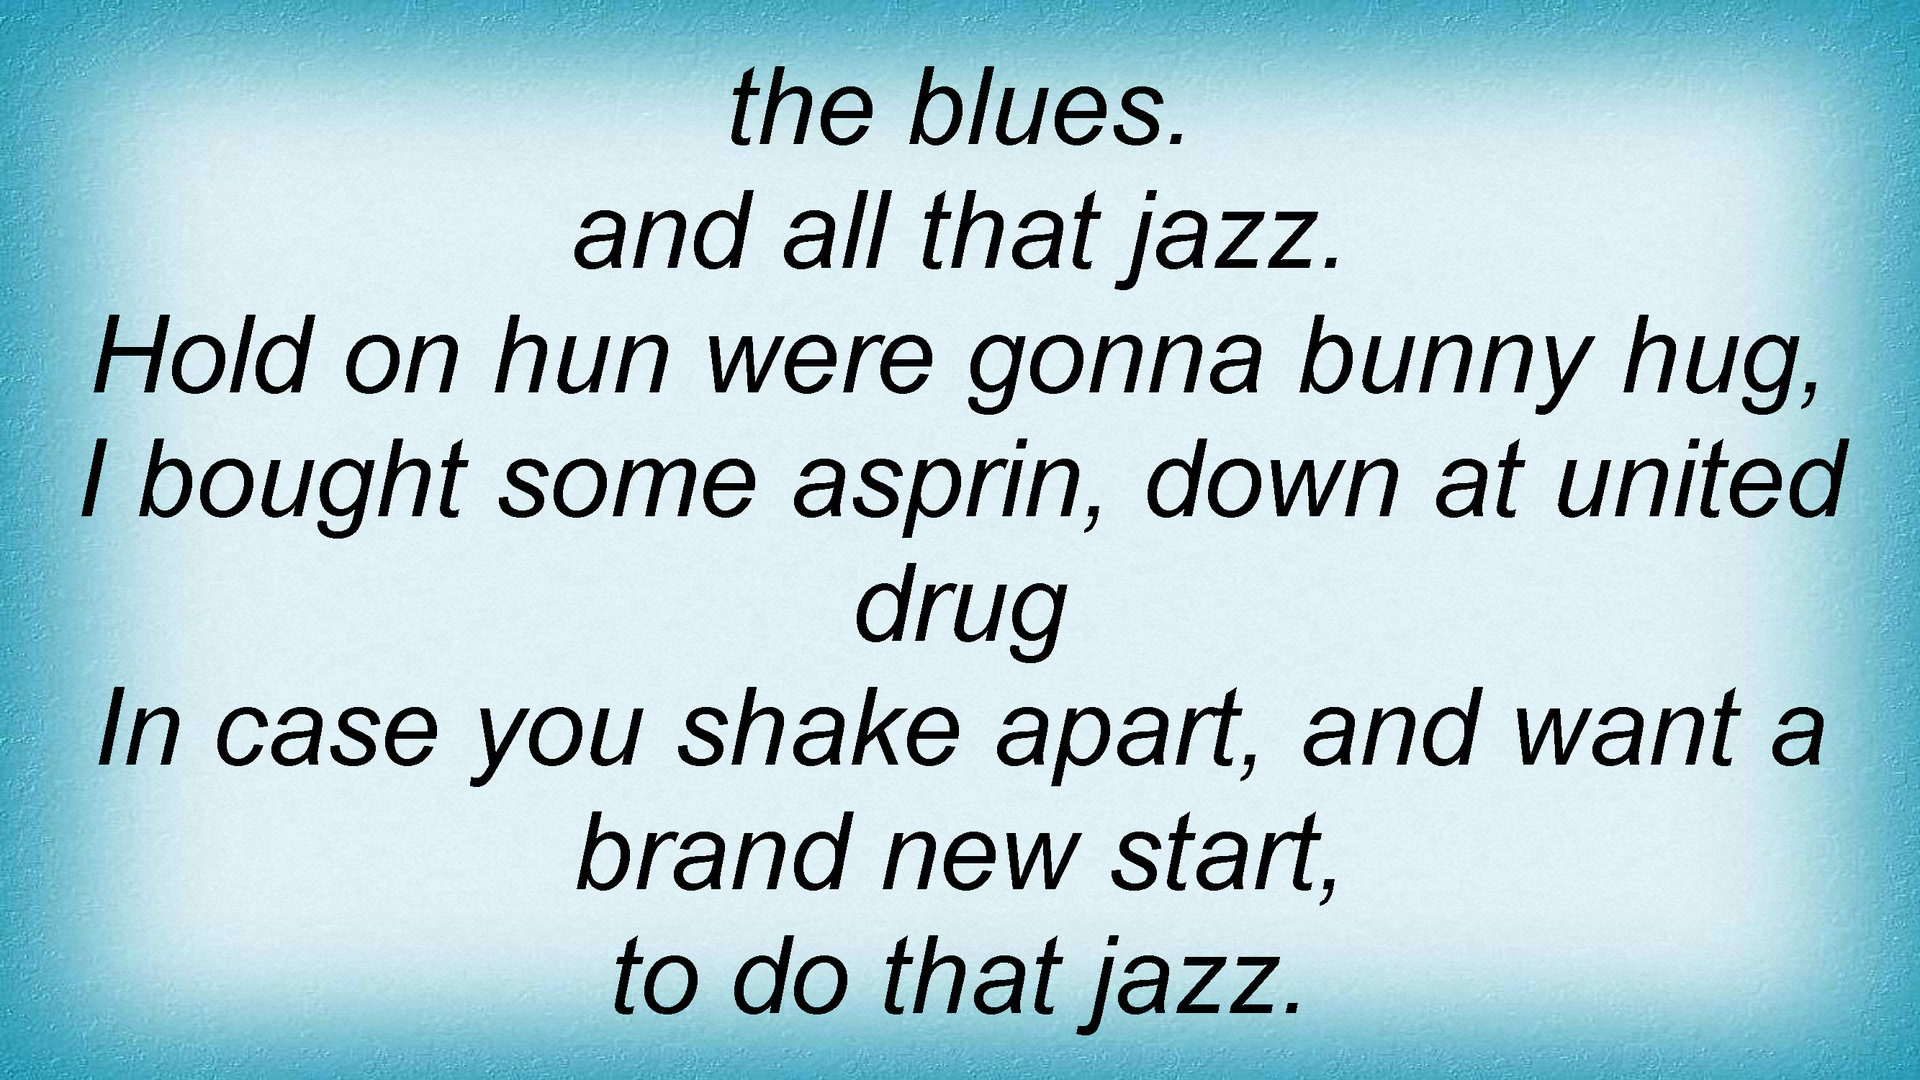 the blues.
and all that jazz.
Hold on hun were gonna bunny hug,
I bought some asprin, down at united
drug
In case you shake apart, and want a
brand new start,
to do that jazz.